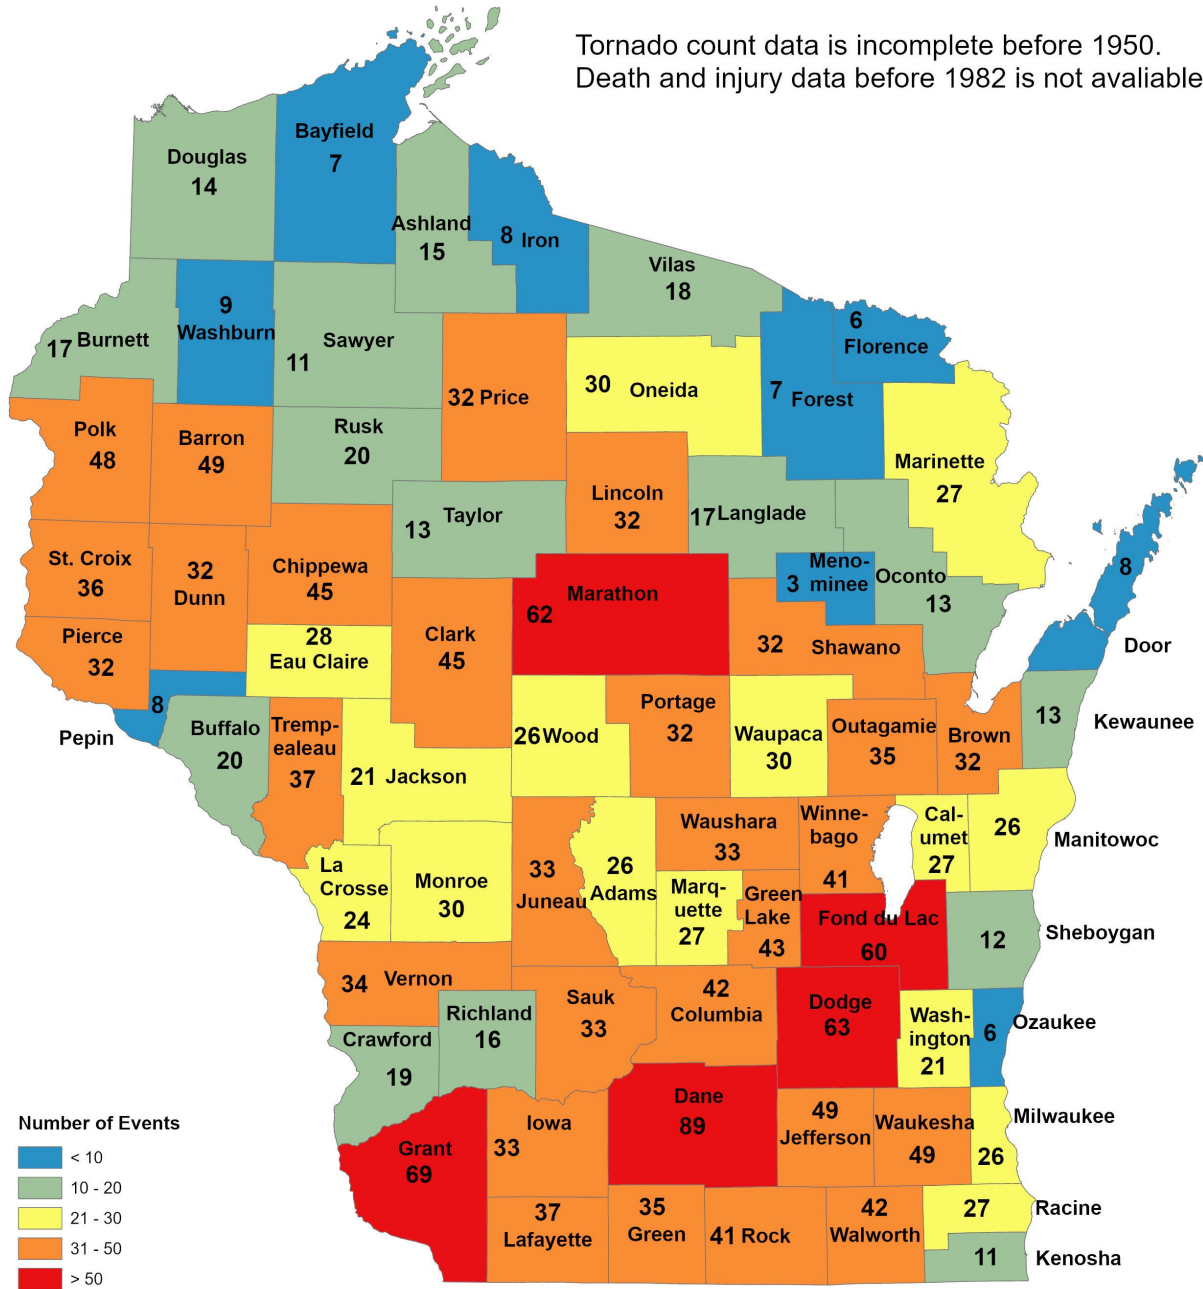 Tornado count data is incomplete before 1950.
Death and injury data before 1982 is not avaliable
Bayfield
7
Douglas
14
Ashland
15
8 Iron
Vilas
18
9
Washburn
17 Burnett
Sawyer
11
6
Florence
32 Price
30 Oneida
7 Forest
Polk
48
Barron
49
Rusk
20
Marinette
27
Lincoln
32
17 Langlade
13 Taylor
St. Croix
36
32
Dunn
Chippewa
45
Meno-
minee
3
Oconto
13
8
Door
Marathon
62
Pierce
32
28
Eau Claire
Clark
45
32 Shawano
8
Pepin
Buffalo
20
Tremp-
ealeau
37
21 Jackson
26 Wood
Portage
32
Waupaca
30
Outagamie
35
Brown
32
13
Kewaunee
La
Crosse
24
Monroe
30
33
Juneau
26
Adams
Waushara
33
Winne-
bago
41
Cal-
umet
27
26
Manitowoc
Marq-
uette
27
Green
Lake
43
Fond du Lac
60
12
Sheboygan
34 Vernon
Richland
16
Sauk
33
42
Columbia
Dodge
63
Wash-
ington
21
6
Ozaukee
Crawford
19
Grant
69
Iowa
33
Dane
89
49
Jefferson
Waukesha
49
Milwaukee
26
37
Lafayette
35
Green
41 Rock
42
Walworth
27
Racine
11
Kenosha
Number of Events
< 10
10 - 20
21 - 30
31 - 50
> 50